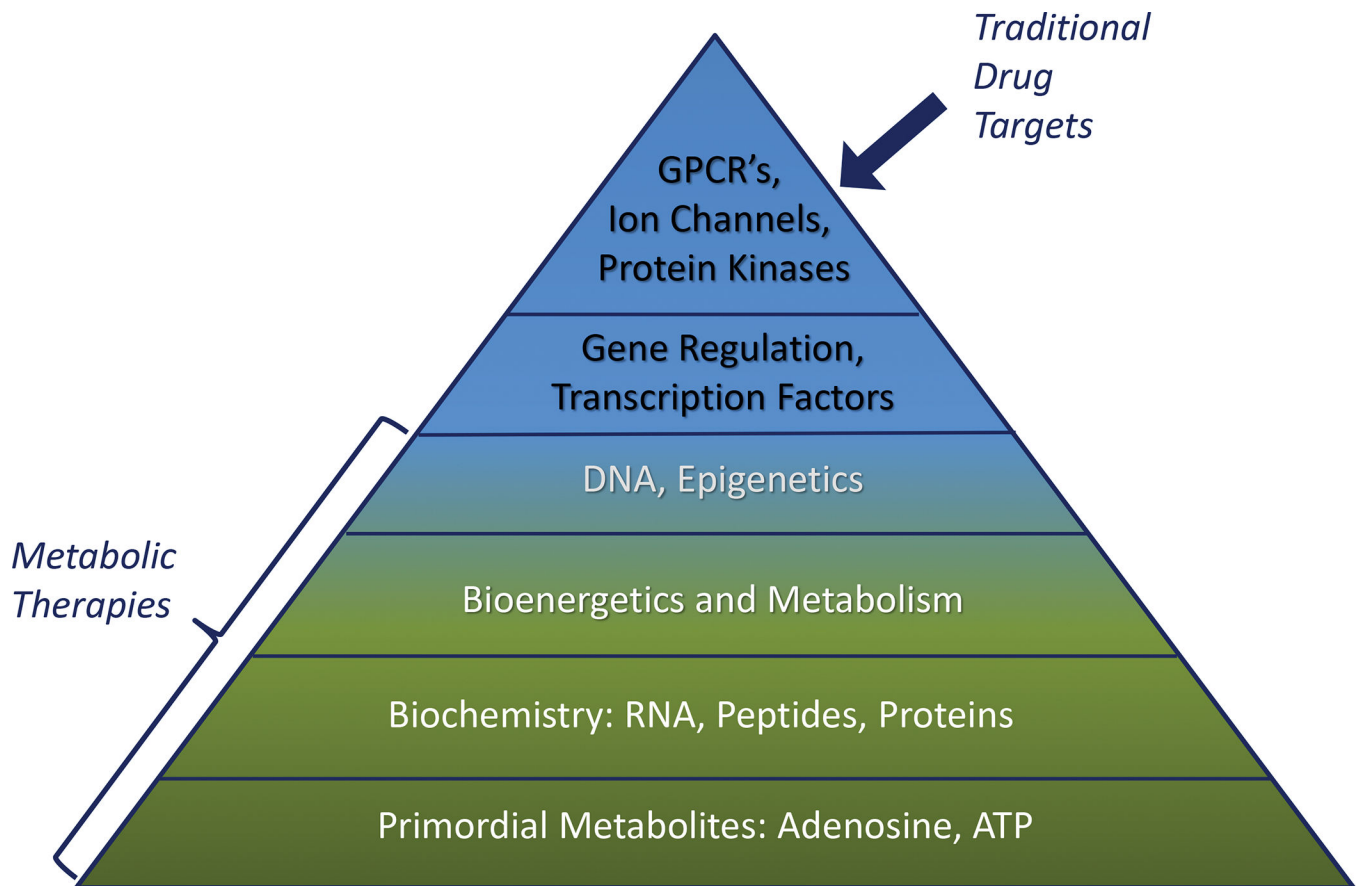 Traditional
Drug
Targets
GPCR’s,
Ion Channels,
Protein Kinases
Gene Regulation,
Transcription Factors
DNA, Epigenetics
Metabolic
Therapies
Bioenergetics and Metabolism
Biochemistry: RNA, Peptides, Proteins
Primordial Metabolites: Adenosine, ATP